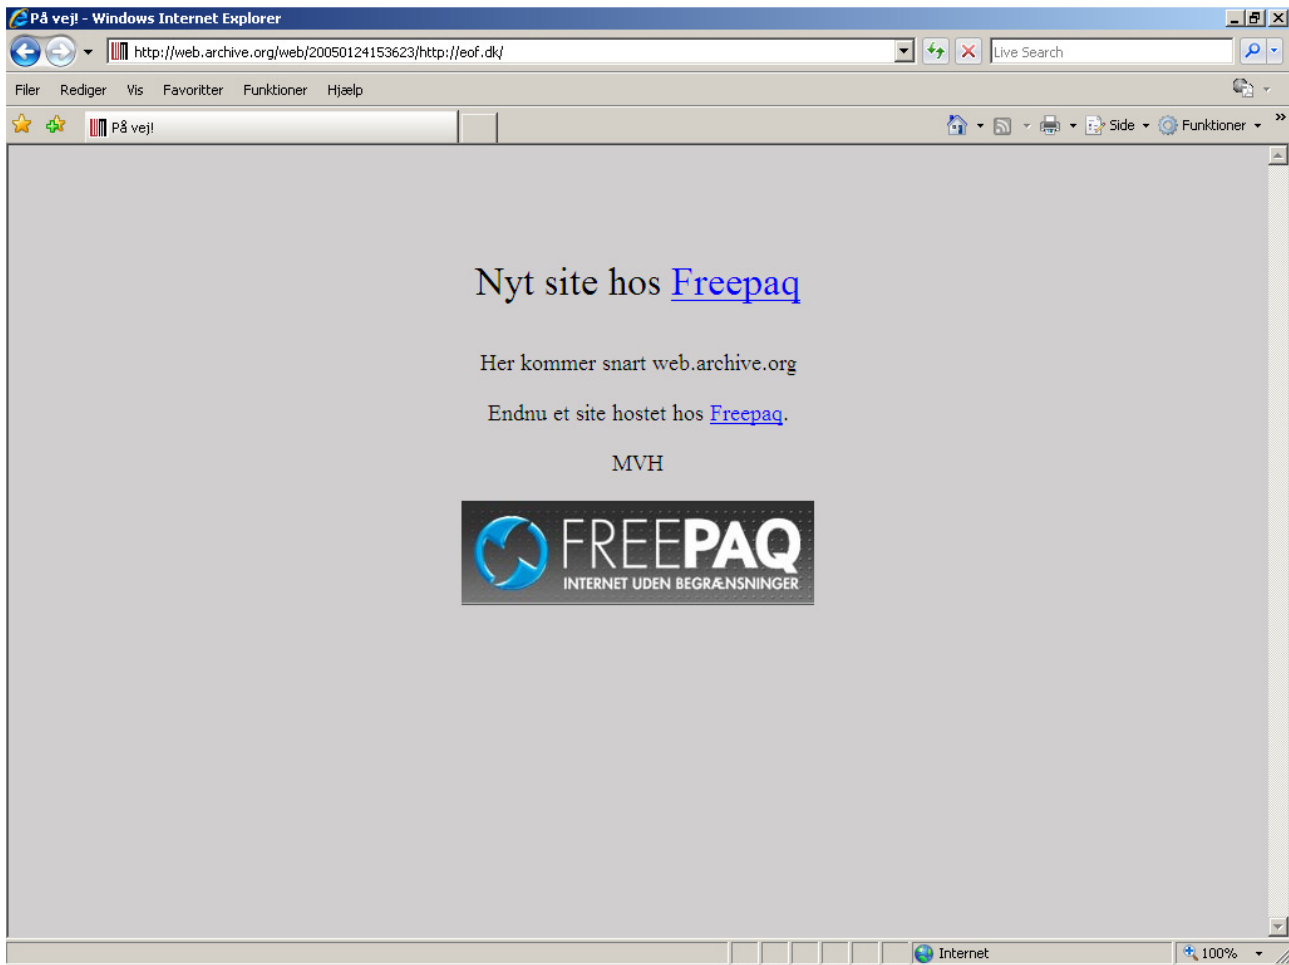 På vej! - Windows Internet Explorer
http://web.archive.org/web/20050124153623/http://eof.dk/
Live Search
Filer Rediger Vis Favoritter Funktioner Hjælp
På vej!
Side Funktioner »
Nyt site hos Freepaq
Her kommer snart web.archive.org
Endnu et site hostet hos Freepaq.
MVH
FREEPAQ
INTERNET UDEN BEGRÆNSNINGER
Internet 100%